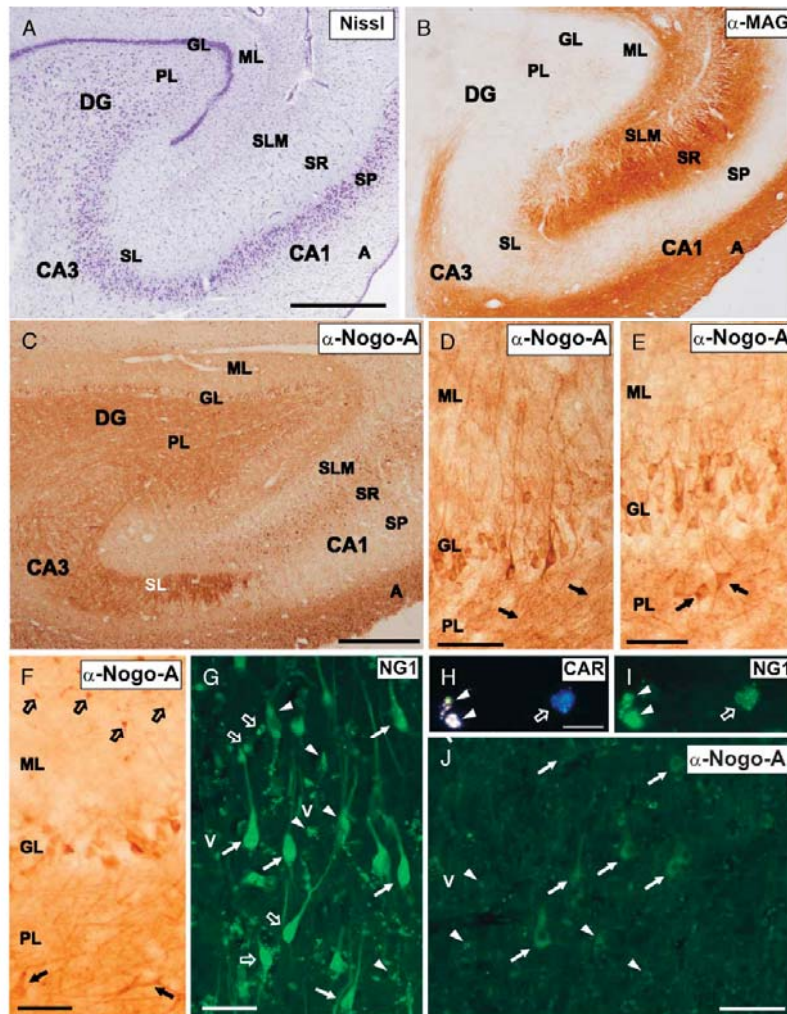 A
Nissl
GL
ML
PL
DG
SLM
SR
SP
SL
CA3
CA1
A
B
α-MAG
GL
ML
PL
DG
SLM
SR
SP
SL
CA1
A
CA3
C
α-Nogo-A
ML
GL
DG
PL
SLM
SR
SP
CA1
CA3
SL
A
D
α-Nogo-A
ML
GL
PL
E
α-Nogo-A
ML
GL
PL
F
α-Nogo-A
ML
GL
PL
G
NG1
V
V
H
CAR
I
NG1
J
α-Nogo-A
V